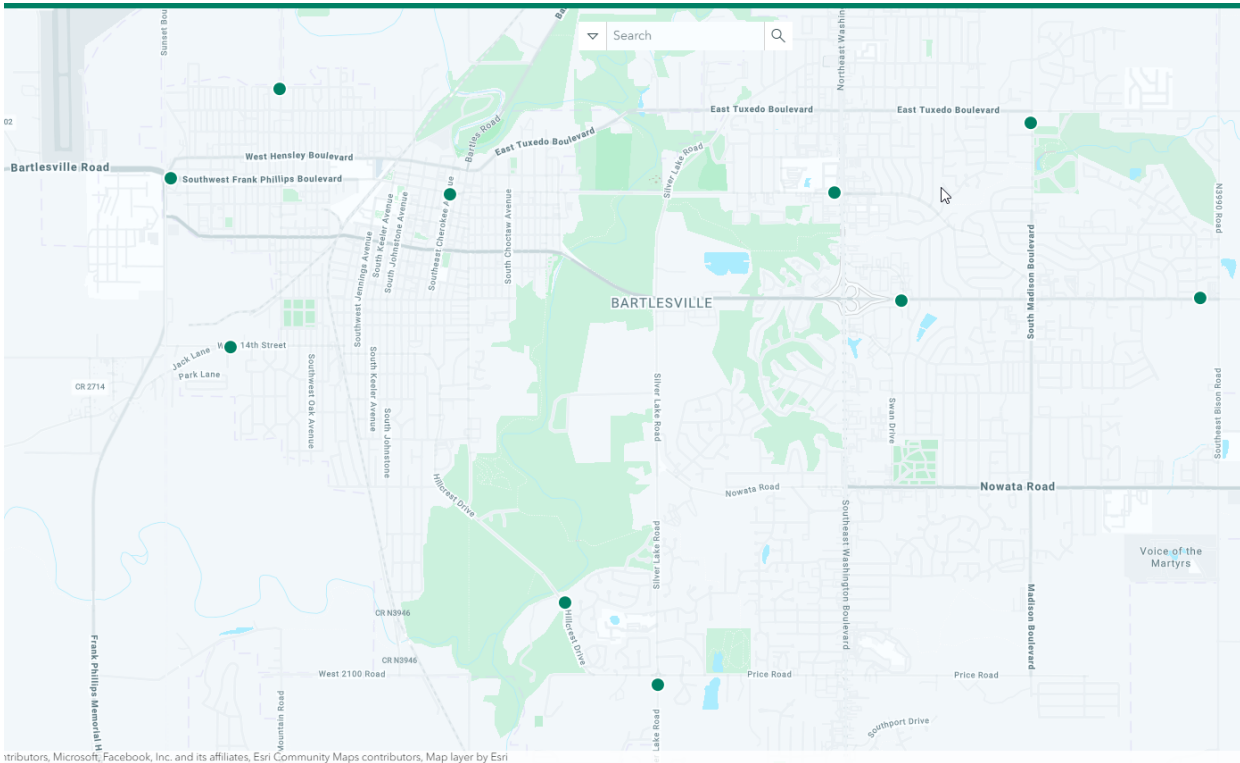 Sunset Bou
Ba
Search
Northeast Washin
East Tuxedo Boulevard
East Tuxedo Boulevard
02
Bartles Road
East Tuxedo Boulevard
Bartlesville Road
West Hensley Boulevard
Silver Lake Road
Southwest Frank Phillips Boulevard
N3990 Road
South Keeler Avenue
South Johnstone Avenue
Southeast Cherokee A ue
South Choctaw Avenue
Southwest Jennings Avenue
South Madison Boulevard
BARTLESVILLE
Jack Lane
W 14th Street
Park Lane
CR 2714
Southwest Oak Avenue
South Keeler Avenue
South Johnstone
Silver Lake Road
Swan Drive
Southeast Bison Road
Hillcrest Drive
Nowata Road
Nowata Road
Silver Lake Road
Southeast Washington Boulevard
Voice of the
Martyrs
CR N3946
Hillcrest Drive
Madison Boulevard
Frank Phillips Memorial H
CR N3946
West 2100 Road
Price Road
Price Road
Mountain Road
r Lake Road
Southport Drive
ntributors, Microsoft, Facebook, Inc. and its affiliates, Esri Community Maps contributors, Map layer by Esri